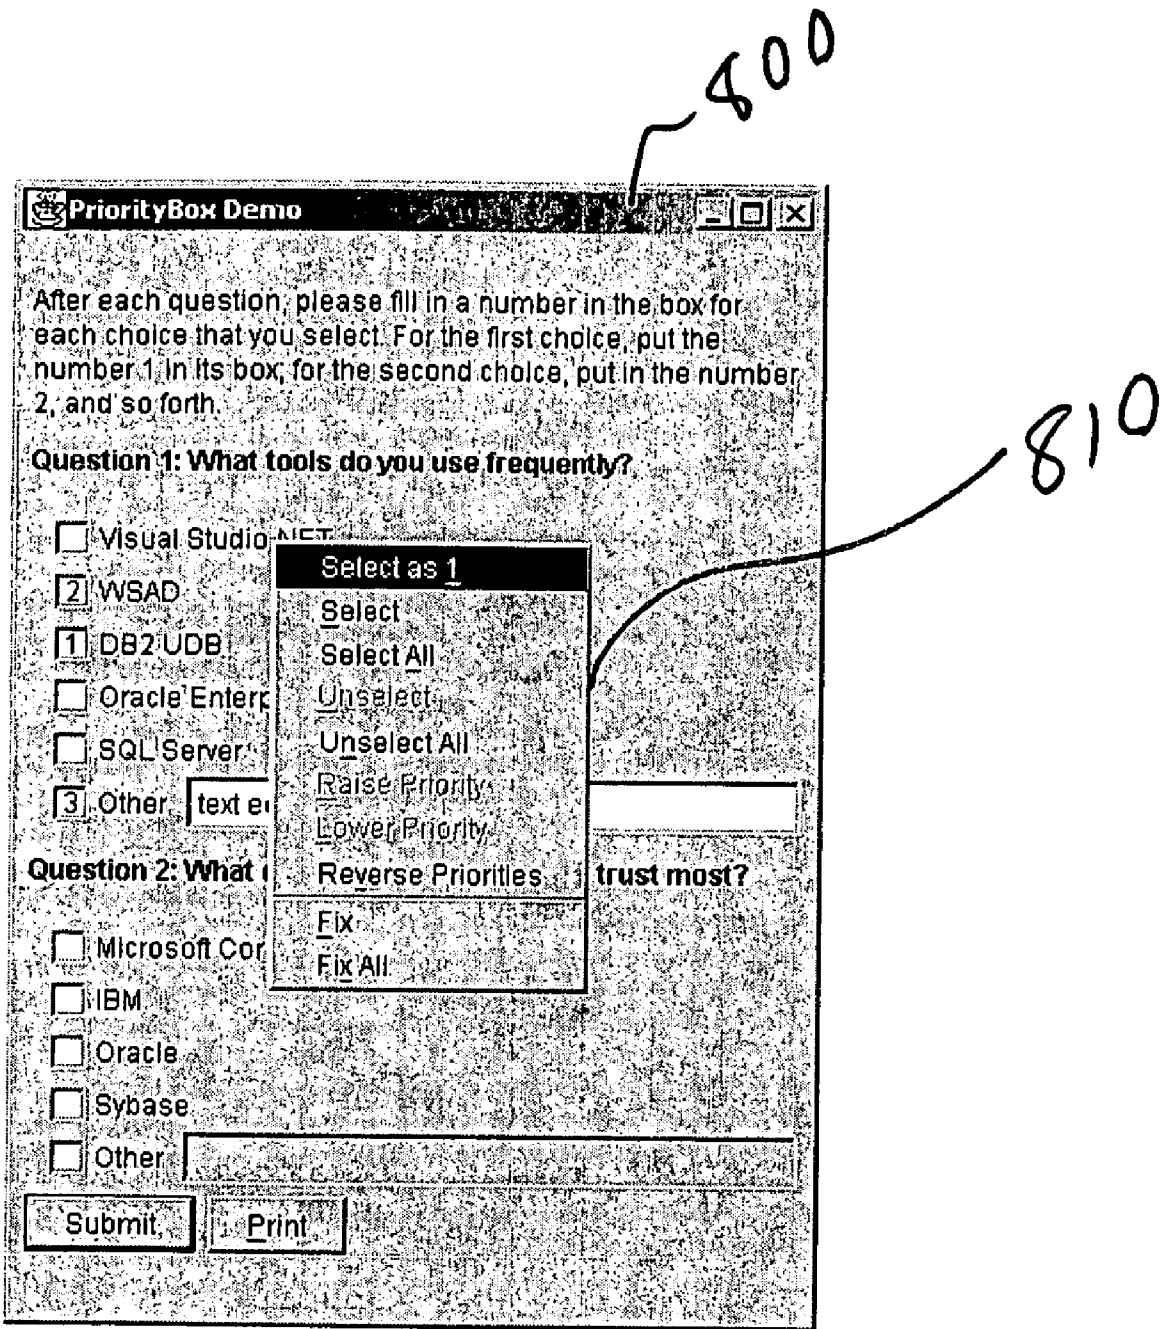 800
PriorityBox Demo
After each question, please fill in a number in the box for
each choice that you select. For the first choice, put the
number 1 in its box, for the second choice, put in the number
2, and so forth.
810
Question 1: What tools do you use frequently?
Visual Studio .NET
Select as 1
2 WSAD
Select
1 DB2 UDB
Select All
Oracle Enterp
Unselect
SQL Server
Unselect All
3 Other text e
Raise Priority
Lower Priority
Question 2: What trust most?
Reverse Priorities
Fix
Microsoft Cor
Fix All
IBM
Oracle
Sybase
Other
Submit Print